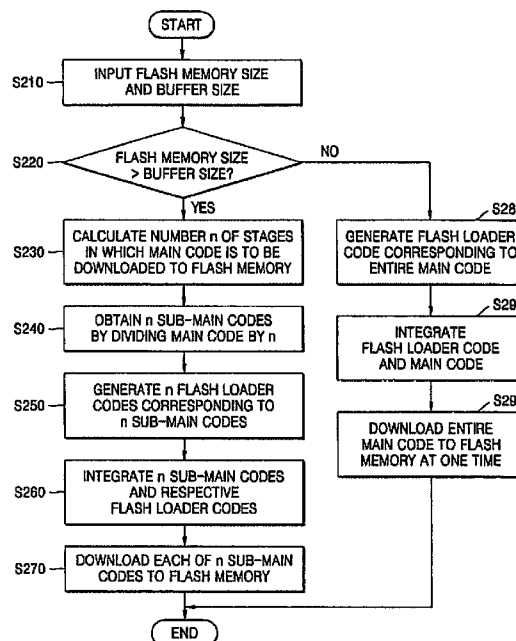 START
S210
INPUT FLASH MEMORY SIZE
AND BUFFER SIZE
S220
FLASH MEMORY SIZE
> BUFFER SIZE?
NO
YES
S230
CALCULATE NUMBER n OF STAGES
IN WHICH MAIN CODE IS TO BE
DOWNLOADED TO FLASH MEMORY
S240
OBTAIN n SUB-MAIN CODES
BY DIVIDING MAIN CODE BY n
S250
GENERATE n FLASH LOADER
CODES CORRESPONDING TO
n SUB-MAIN CODES
S260
INTEGRATE n SUB-MAIN CODES
AND RESPECTIVE
FLASH LOADER CODES
S270
DOWNLOAD EACH OF n SUB-MAIN
CODES TO FLASH MEMORY
S28
GENERATE FLASH LOADER
CODE CORRESPONDING TO
ENTIRE MAIN CODE
S29
INTEGRATE
FLASH LOADER CODE
AND MAIN CODE
S29
DOWNLOAD ENTIRE
MAIN CODE TO FLASH
MEMORY AT ONE TIME
END